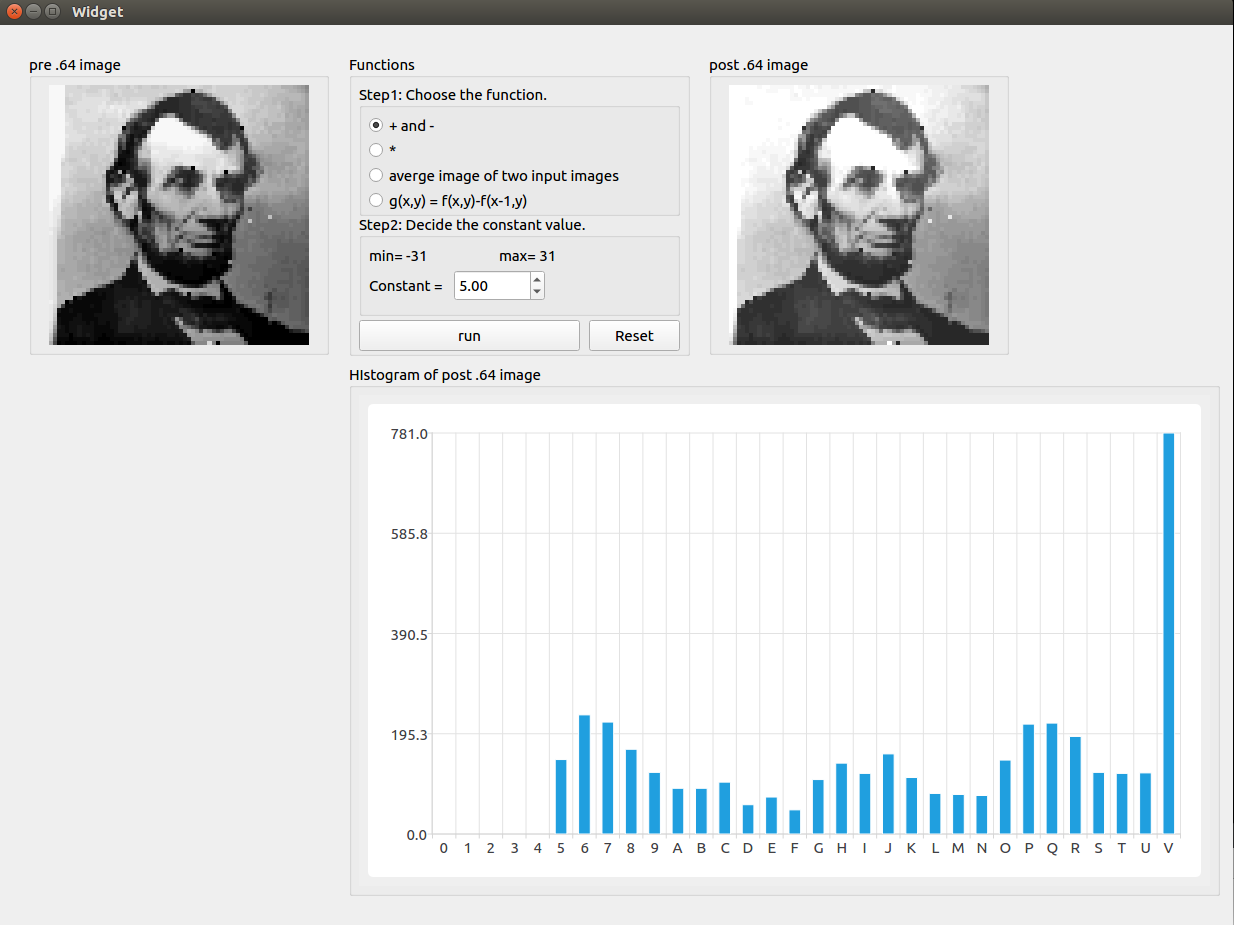 Widget
pre .64 image
Functions
post .64 image
Step1: Choose the function.
+ and -
*
averge image of two input images
g(x,y) = f(x,y)-f(x-1,y)
Step2: Decide the constant value.
min= -31 max= 31
Constant = 5.00
run Reset
HIstogram of post .64 image
781.0
585.8
390.5
195.3
0.0
0 1 2 3 4 5 6 7 8 9 A B C D E F G H I J K L M N O P Q R S T U V